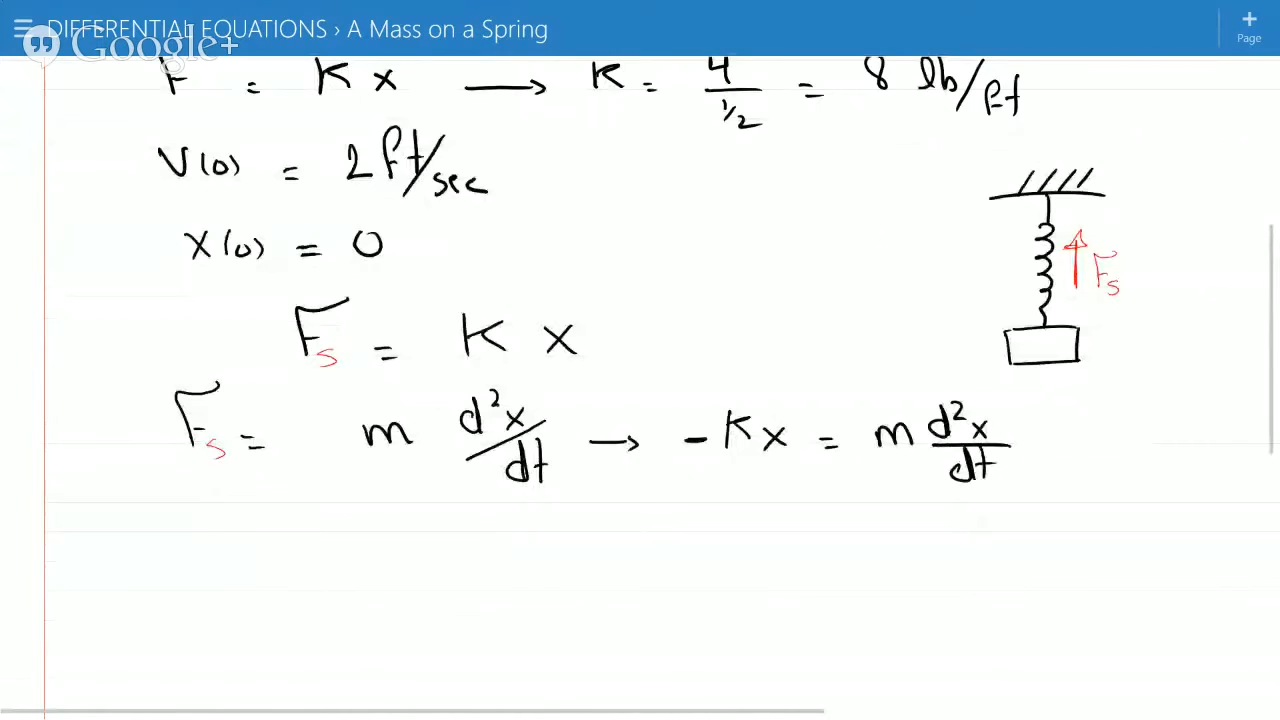 DIFFERENTIAL EQUATIONS › A Mass on a Spring
Google+
Page
F = K x ⟶ K = 4 / 1/2 = 8 lb/ft
V(0) = 2 ft/sec
X(0) = 0
Fs
Fs = K x
Fs = m d²x/dt → -Kx = m d²x/dt